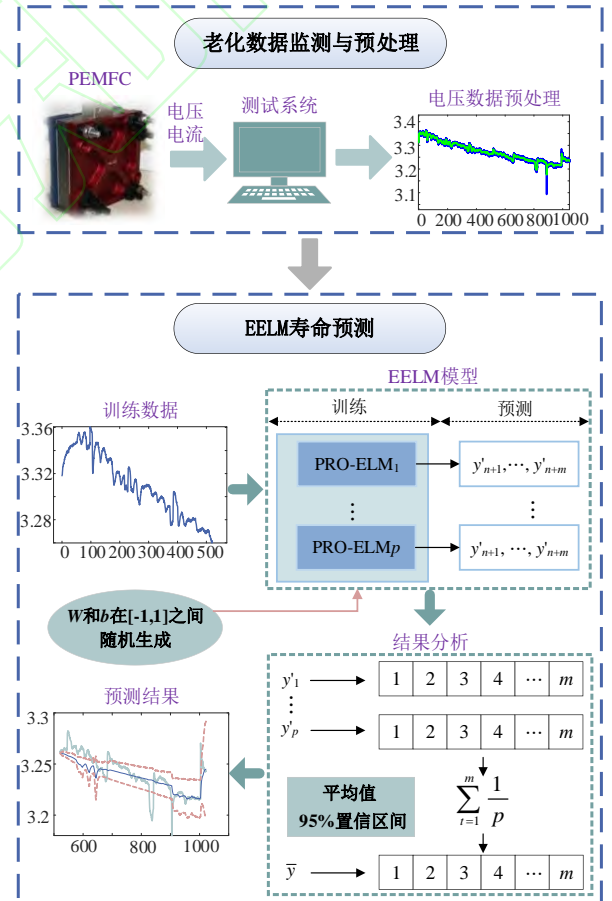 老化数据监测与预处理
PEMFC
电压
电流
测试系统
电压数据预处理
3.4
3.3
3.2
3.1
0 200 400 600 800 1000
EELM寿命预测
EELM模型
训练数据
训练
预测
3.36
3.32
3.28
0 100 200 300 400 500
PRO-ELM₁
y'ₙ₊₁,⋯, y'ₙ₊ₘ
⋮
⋮
PRO-ELMp
y'ₙ₊₁, ⋯, y'ₙ₊ₘ
W和b在[-1,1]之间
随机生成
结果分析
预测结果
y'₁
1 2 3 4 ⋯ m
⋮
y'ₚ
1 2 3 4 ⋯ m
3.3
3.25
3.2
600 800 1000
平均值
95%置信区间
∑ₜ₌₁ᵐ 1/p
y̅
1 2 3 4 ⋯ m